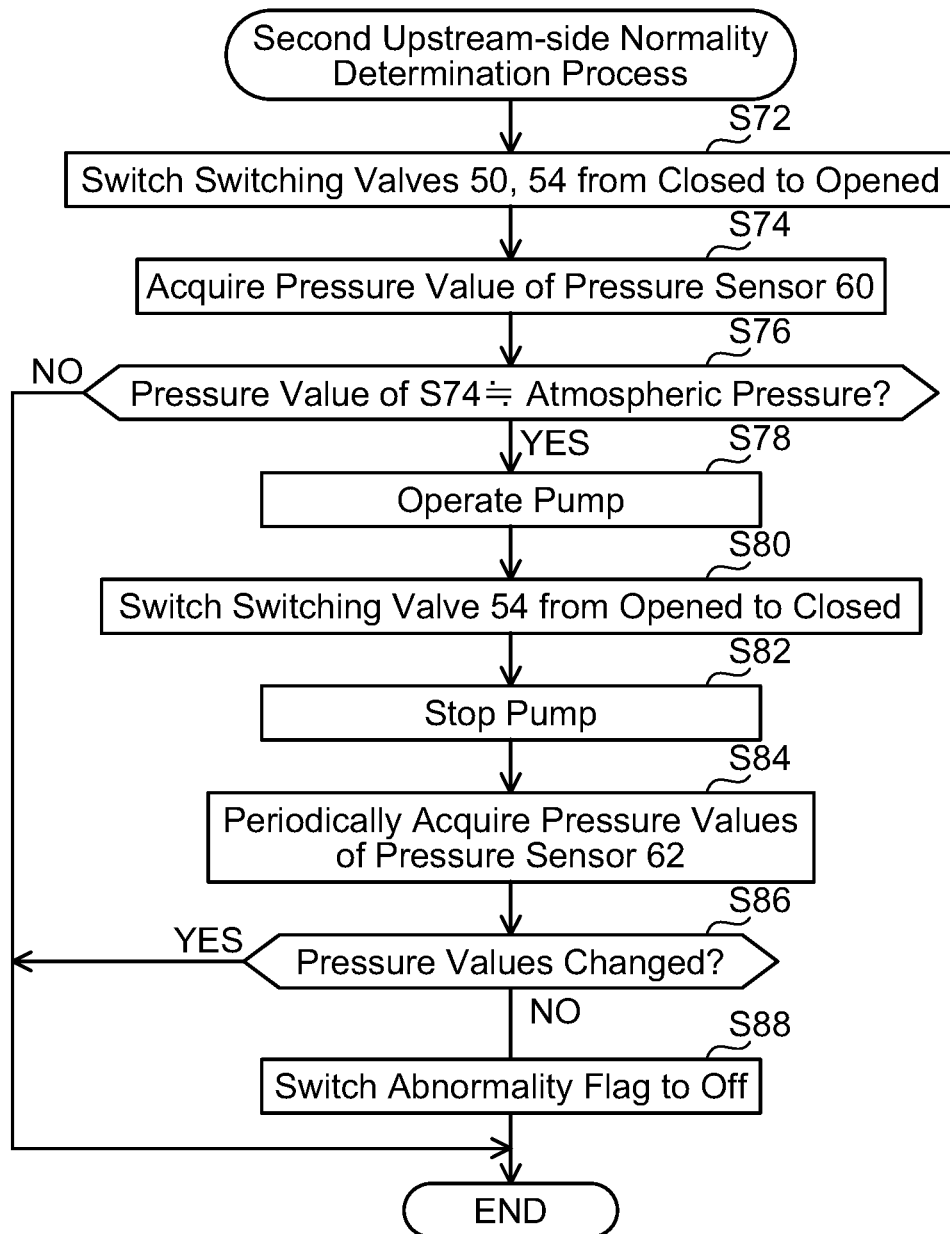 Second Upstream-side Normality
Determination Process
S72
Switch Switching Valves 50, 54 from Closed to Opened
S74
Acquire Pressure Value of Pressure Sensor 60
S76
NO
Pressure Value of S74≒ Atmospheric Pressure?
YES
S78
Operate Pump
S80
Switch Switching Valve 54 from Opened to Closed
S82
Stop Pump
S84
Periodically Acquire Pressure Values
of Pressure Sensor 62
S86
YES
Pressure Values Changed?
NO
S88
Switch Abnormality Flag to Off
END